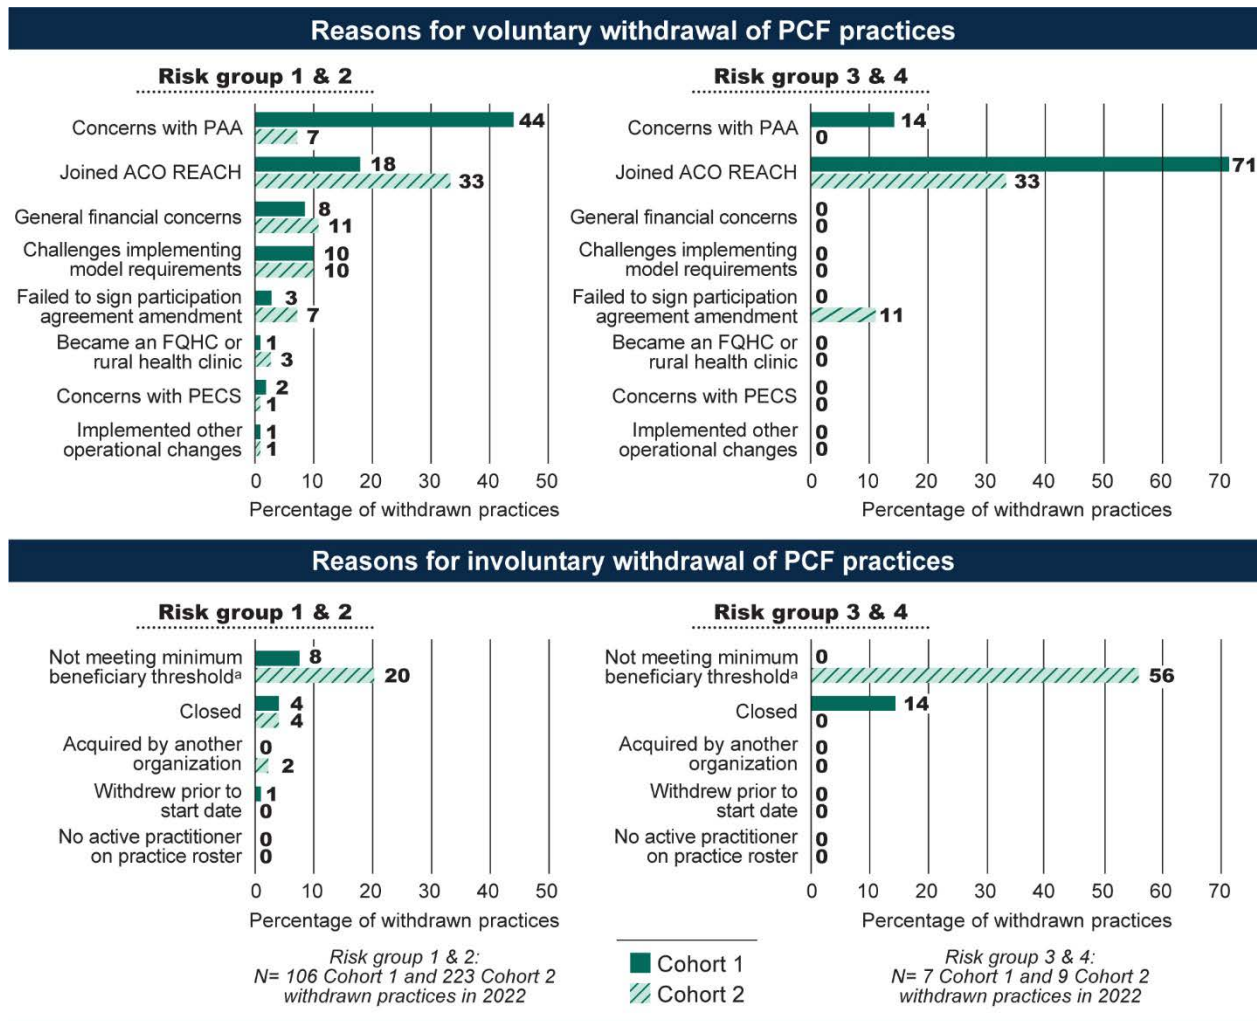 Reasons for voluntary withdrawal of PCF practices
Risk group 1 & 2
Concerns with PAA
44
7
Joined ACO REACH
18
33
General financial concerns
8
11
Challenges implementing
model requirements
10
10
Failed to sign participation
agreement amendment
3
7
Became an FQHC or
rural health clinic
1
3
Concerns with PECS
2
1
Implemented other
operational changes
1
1
0 10 20 30 40 50
Percentage of withdrawn practices
Risk group 3 & 4
Concerns with PAA
14
0
Joined ACO REACH
71
33
General financial concerns
0
0
Challenges implementing
model requirements
0
0
Failed to sign participation
agreement amendment
0
11
Became an FQHC or
rural health clinic
0
0
Concerns with PECS
0
0
Implemented other
operational changes
0
0
0 10 20 30 40 50 60 70
Percentage of withdrawn practices
Reasons for involuntary withdrawal of PCF practices
Risk group 1 & 2
Not meeting minimum
beneficiary thresholdᵃ
8
20
Closed
4
4
Acquired by another
organization
0
2
Withdrew prior to
start date
1
0
No active practitioner
on practice roster
0
0
0 10 20 30 40 50
Percentage of withdrawn practices
Risk group 1 & 2:
N= 106 Cohort 1 and 223 Cohort 2
withdrawn practices in 2022
Risk group 3 & 4
Not meeting minimum
beneficiary thresholdᵃ
0
56
Closed
14
0
Acquired by another
organization
0
0
Withdrew prior to
start date
0
0
No active practitioner
on practice roster
0
0
0 10 20 30 40 50 60 70
Percentage of withdrawn practices
Cohort 1
Cohort 2
Risk group 3 & 4:
N= 7 Cohort 1 and 9 Cohort 2
withdrawn practices in 2022